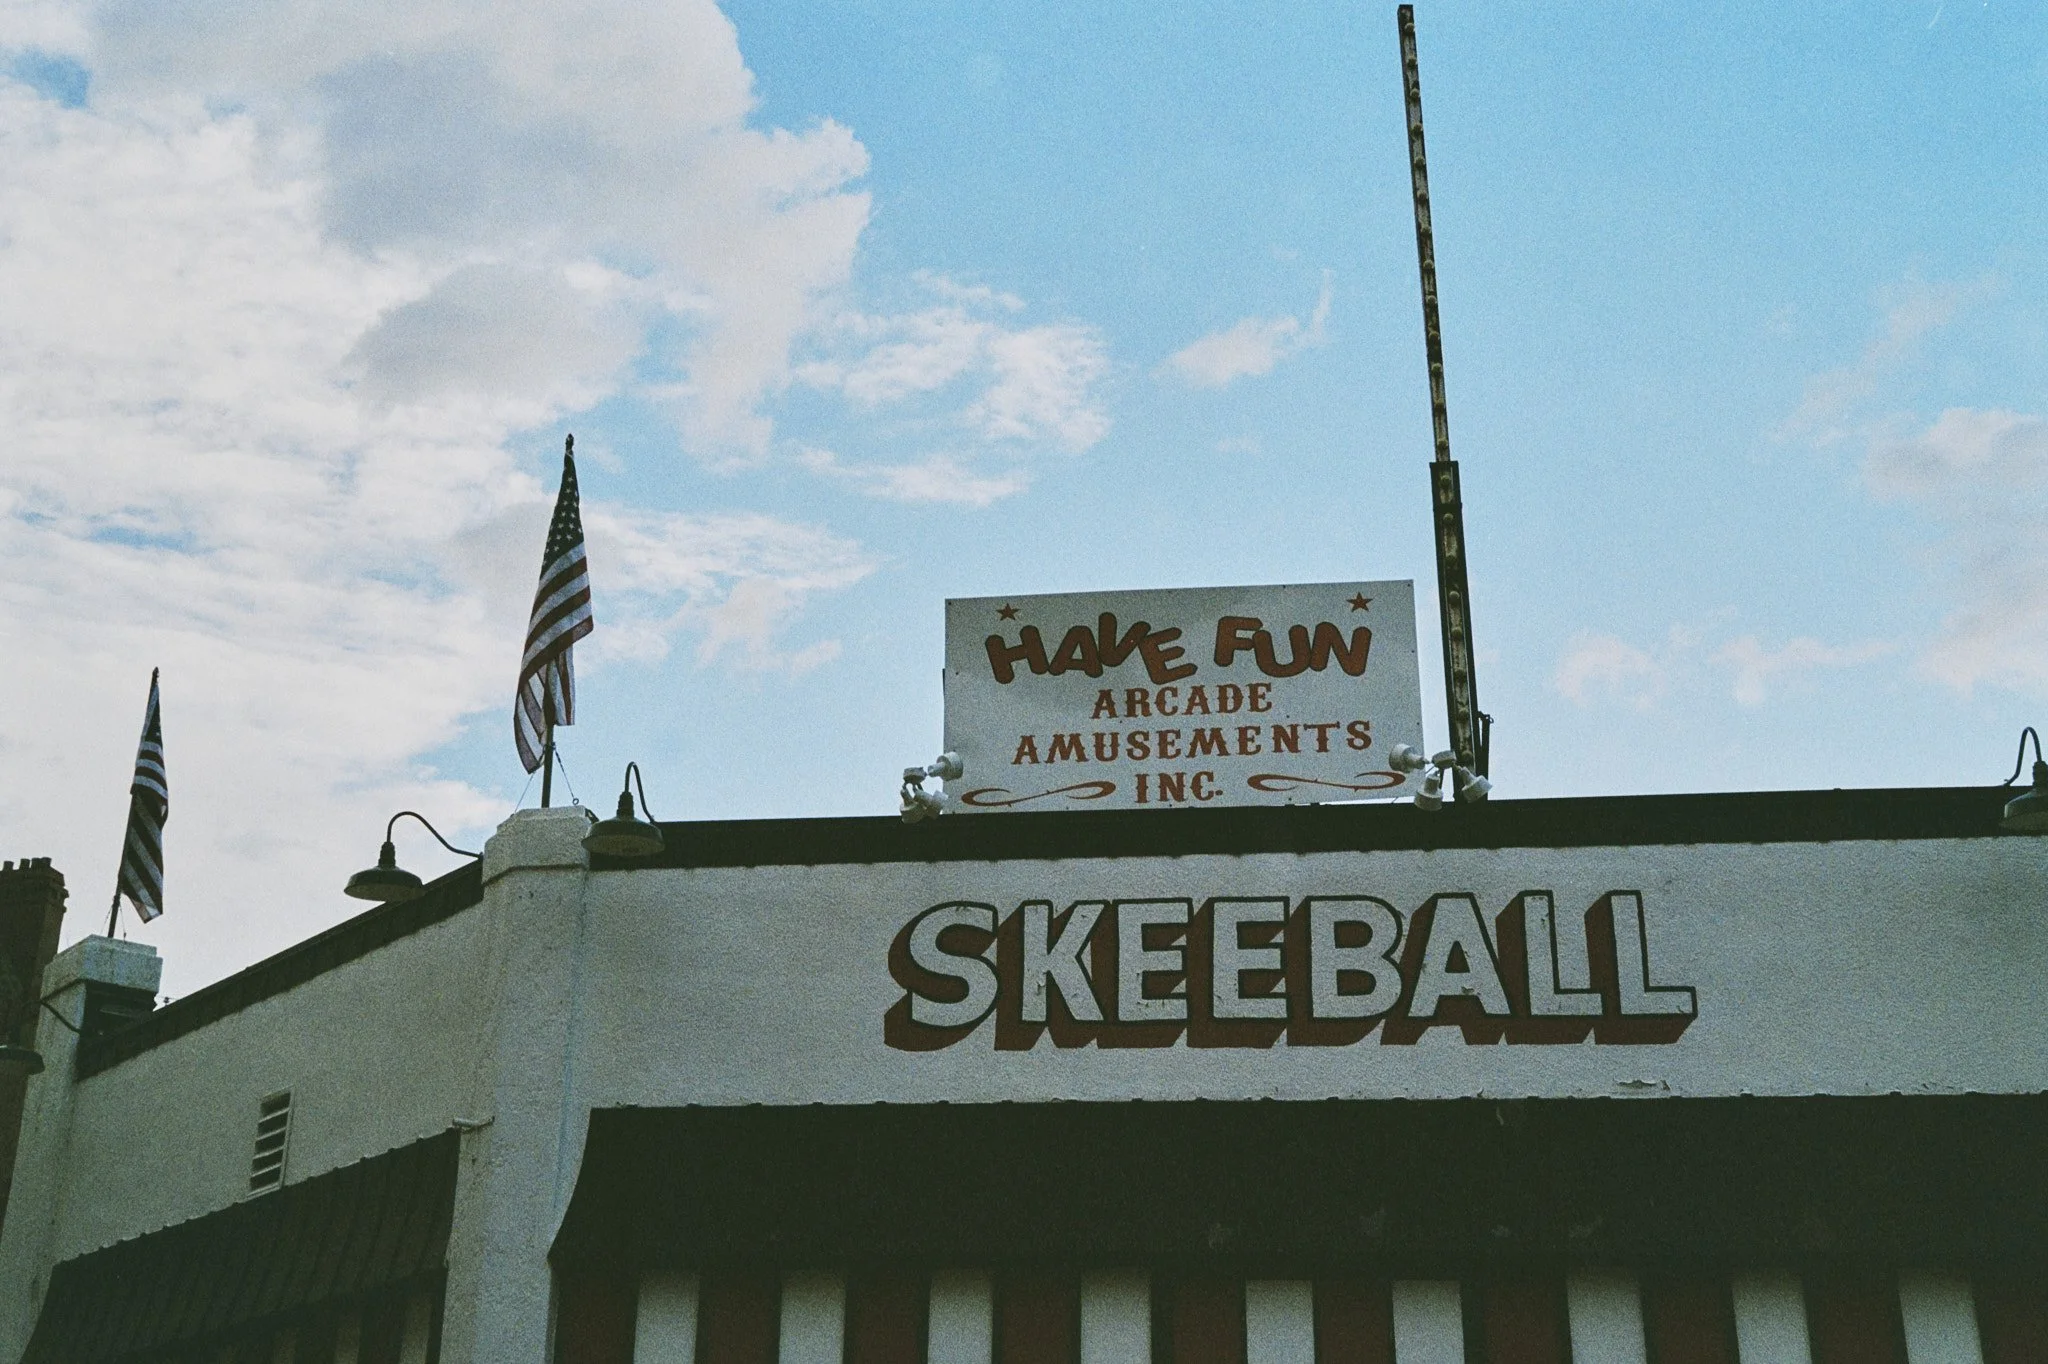 HAVE FUN
ARCADE
AMUSEMENTS
INC.
SKEEBALL